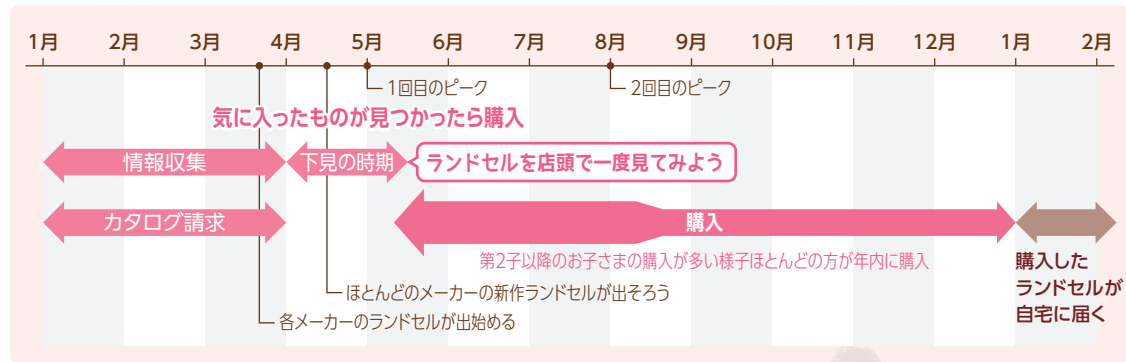 1月 2月 3月 4月 5月 6月 7月 8月 9月 10月 11月 12月 1月 2月
1回目のピーク
2回目のピーク
気に入ったものが見つかったら購入
情報収集
下見の時期
ランドセルを店頭で一度見てみよう
カタログ請求
購入
第2子以降のお子さまの購入が多い様子ほとんどの方が年内に購入
購入した
ランドセルが
自宅に届く
ほとんどのメーカーの新作ランドセルが出そろう
各メーカーのランドセルが出始める